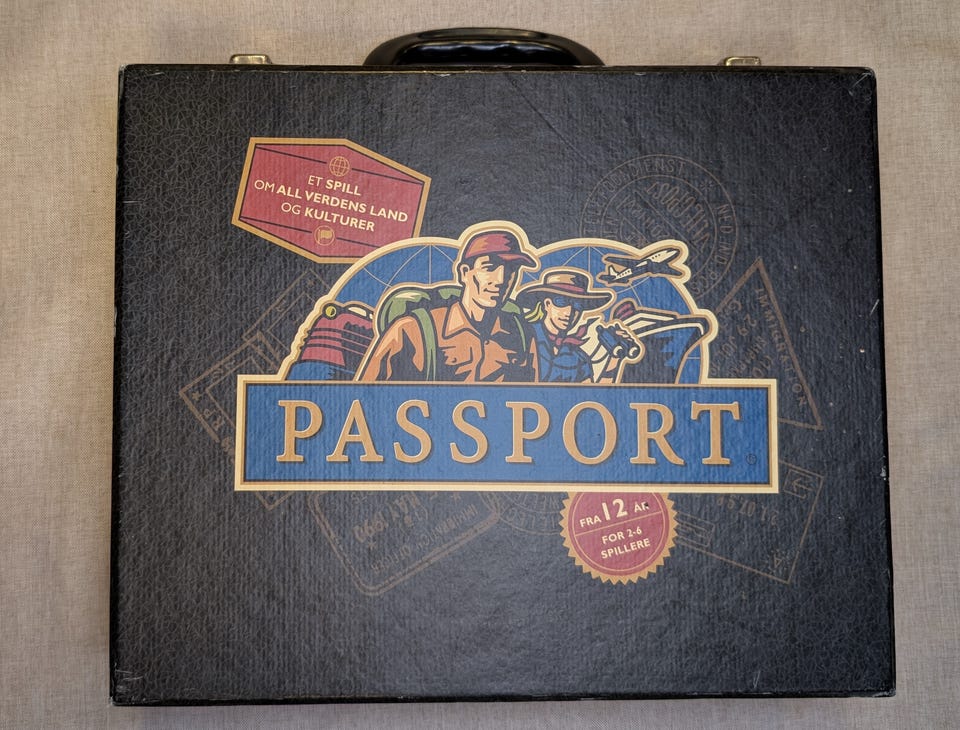 ET SPILL
OM ALL VERDENS LAND
OG KULTURER
PASSPORT
FRA 12 ÅR
FOR 2-6
SPILLERE